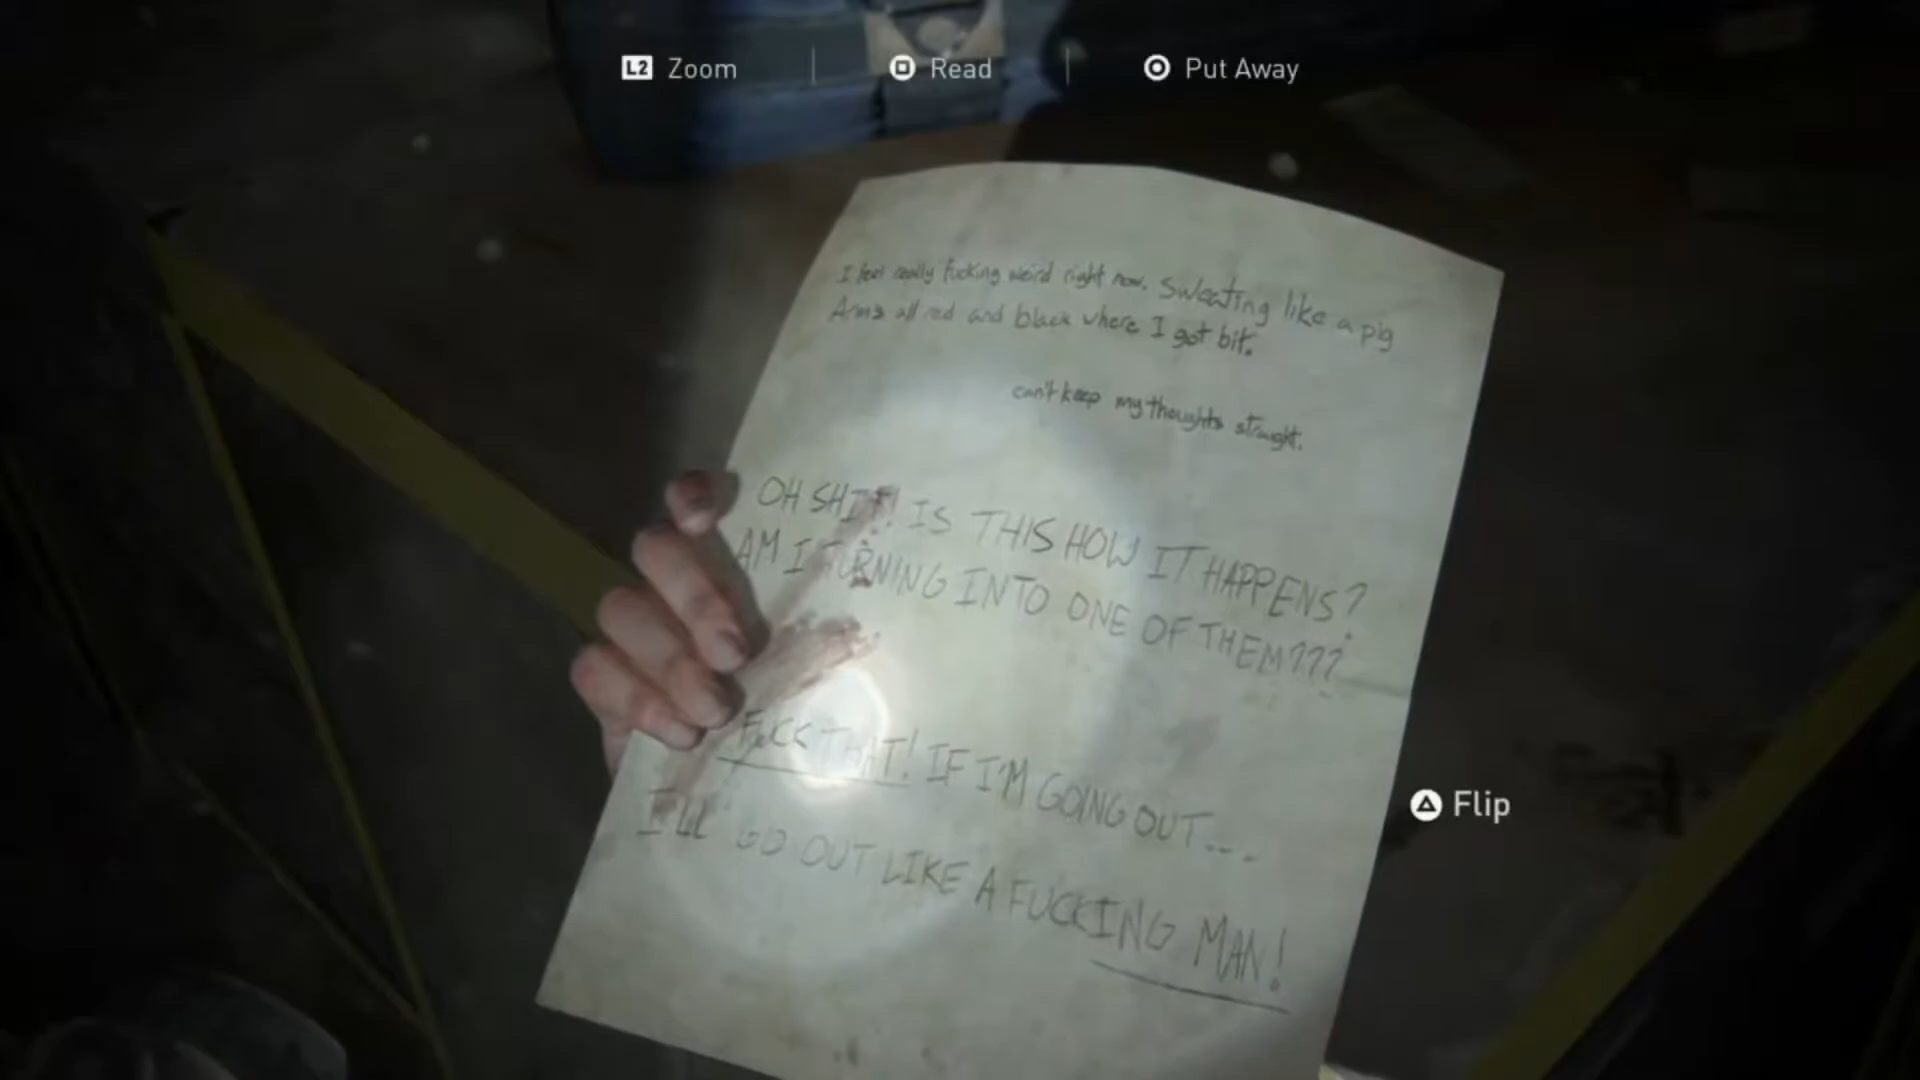 L2 Zoom
Read
Put Away
I feel really fucking weird right now. Sweating like a pig
Arm's all red and black where I got bit.
can't keep my thoughts straight.
OH SHIT! IS THIS HOW IT HAPPENS?
AM I TURNING INTO ONE OF THEM???
FUCK THAT! IF I'M GOING OUT...
I'LL GO OUT LIKE A FUCKING MAN!
Flip